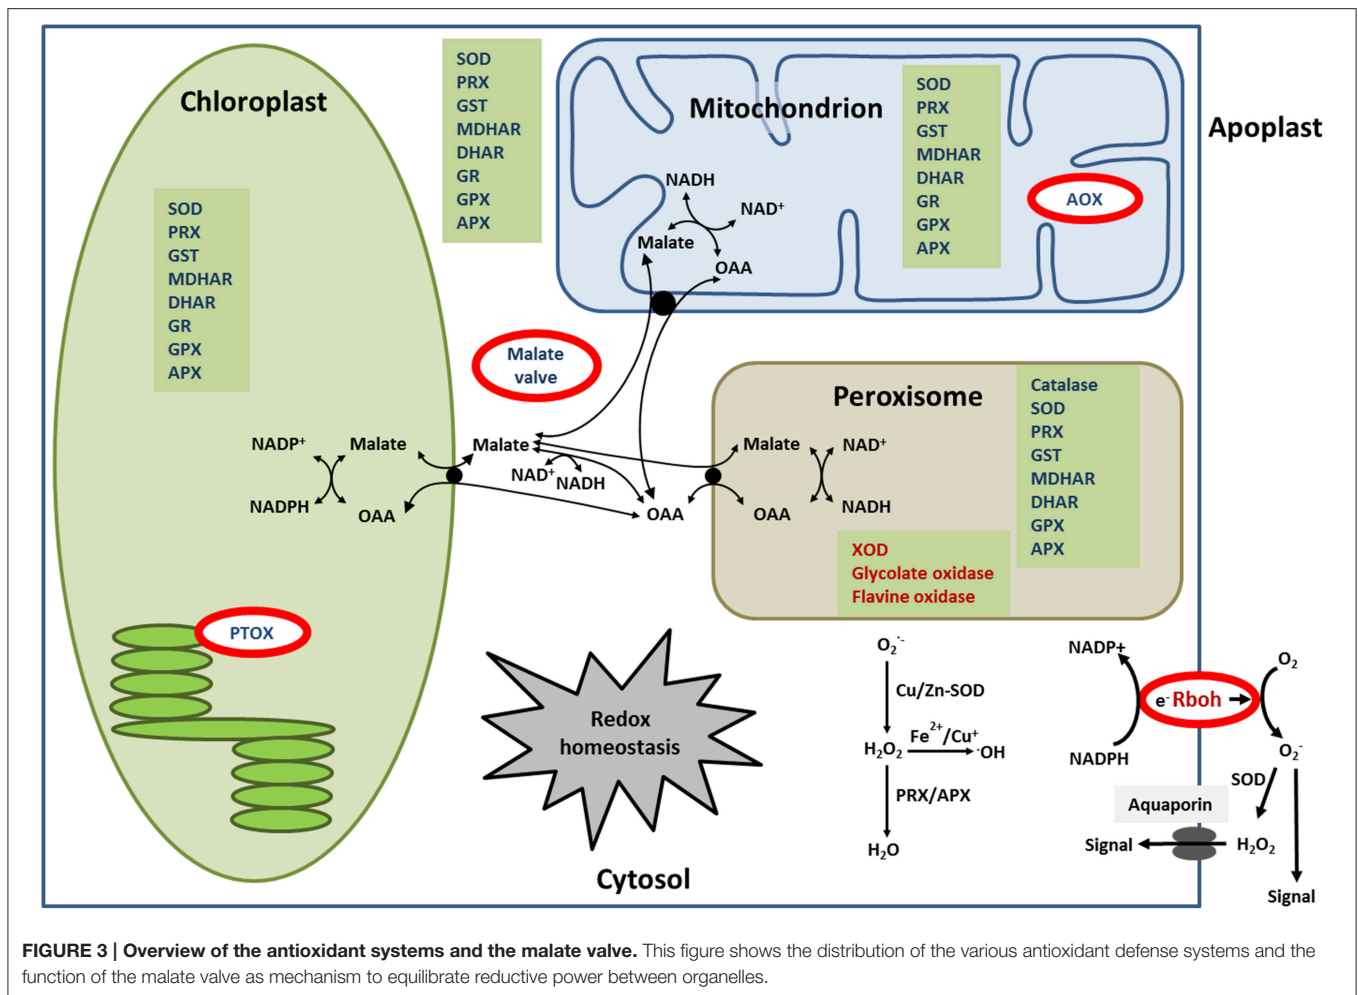 Chloroplast
SOD
PRX
GST
MDHAR
DHAR
GR
GPX
APX
NADP⁺
Malate
NADPH
OAA
PTOX
SOD
PRX
GST
MDHAR
DHAR
GR
GPX
APX
Mitochondrion
NADH
NAD⁺
Malate
OAA
SOD
PRX
GST
MDHAR
DHAR
GR
GPX
APX
AOX
Apoplast
Malate
valve
Malate
NAD⁺
NADH
OAA
Peroxisome
Malate
NAD⁺
OAA
NADH
Catalase
SOD
PRX
GST
MDHAR
DHAR
GPX
APX
XOD
Glycolate oxidase
Flavine oxidase
Redox
homeostasis
Cytosol
O₂˙⁻
Cu/Zn-SOD
H₂O₂
Fe²⁺/Cu⁺
˙OH
PRX/APX
H₂O
NADP+
e⁻ Rboh
NADPH
O₂
O₂⁻
SOD
Aquaporin
Signal
H₂O₂
Signal
FIGURE 3 | Overview of the antioxidant systems and the malate valve. This figure shows the distribution of the various antioxidant defense systems and the
function of the malate valve as mechanism to equilibrate reductive power between organelles.